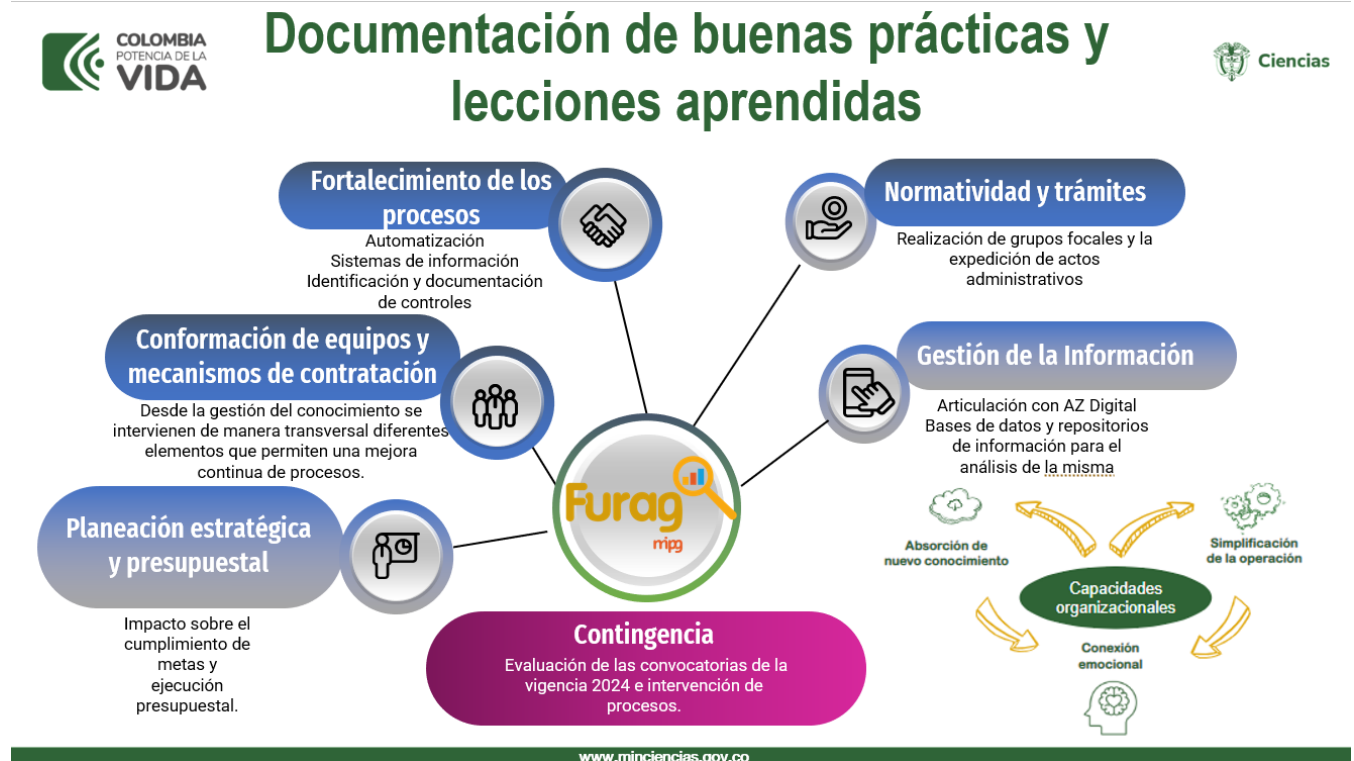 COLOMBIA
POTENCIA DE LA
VIDA
Documentación de buenas prácticas y
lecciones aprendidas
Ciencias
Fortalecimiento de los
procesos
Automatización
Sistemas de información
Identificación y documentación
de controles
Normatividad y trámites
Realización de grupos focales y la
expedición de actos
administrativos
Conformación de equipos y
mecanismos de contratación
Desde la gestión del conocimiento se
intervienen de manera transversal diferentes
elementos que permiten una mejora
continua de procesos.
Gestión de la Información
Articulación con AZ Digital
Bases de datos y repositorios
de información para el
análisis de la misma
Planeación estratégica
y presupuestal
Impacto sobre el
cumplimiento de
metas y
ejecución
presupuestal.
Furag
mipg
Contingencia
Evaluación de las convocatorias de la
vigencia 2024 e intervención de
procesos.
Absorción de
nuevo conocimiento
Simplificación
de la operación
Capacidades
organizacionales
Conexión
emocional
www.minciencias.gov.co